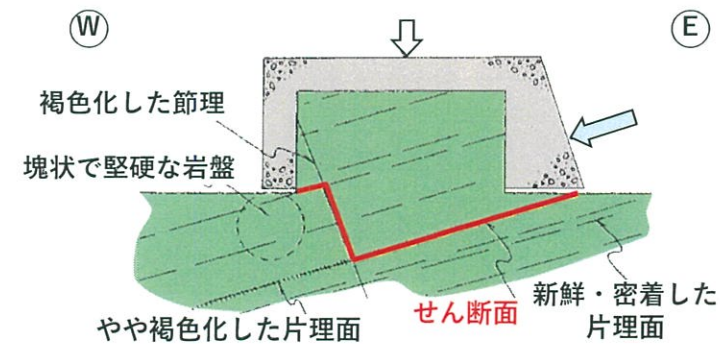 W
E
褐色化した節理
塊状で堅硬な岩盤
やや褐色化した片理面
せん断面
新鮮・密着した
片理面